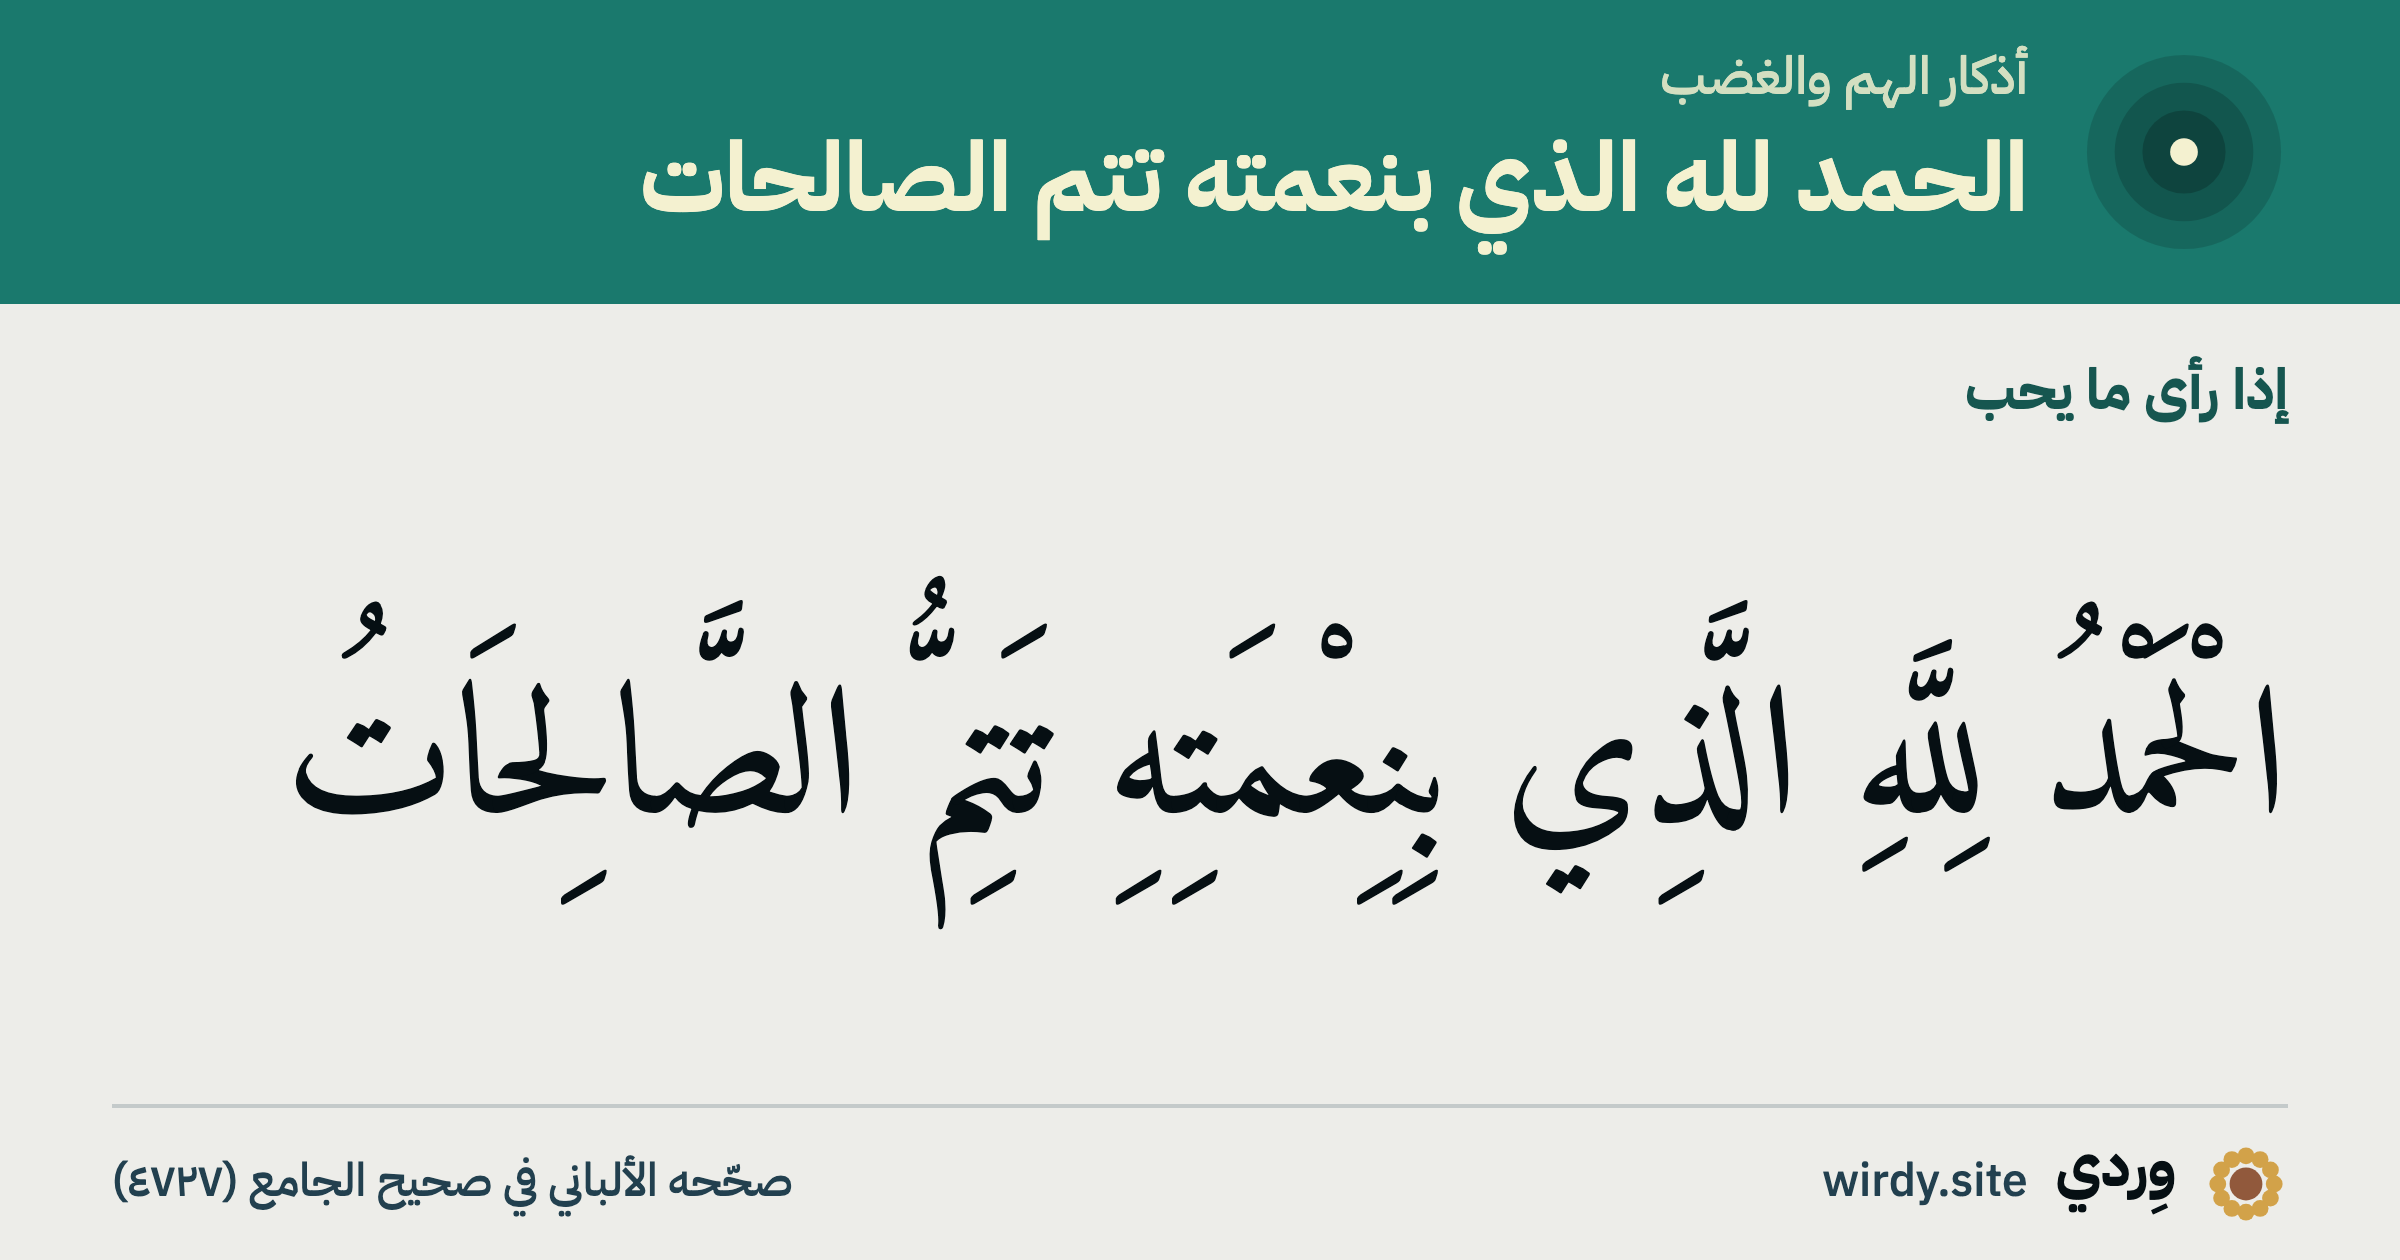 أذكار الهم والغضب
الحمد لله الذي بنعمته تتم الصالحات
إذا رأى ما يحب
الْحَمْدُ لِلَّهِ الَّذِي بِنِعْمَتِهِ تَتِمُّ الصَّالِحَاتُ
وِردي wirdy.site
صحّحه الألباني في صحيح الجامع (٤٧٢٧)